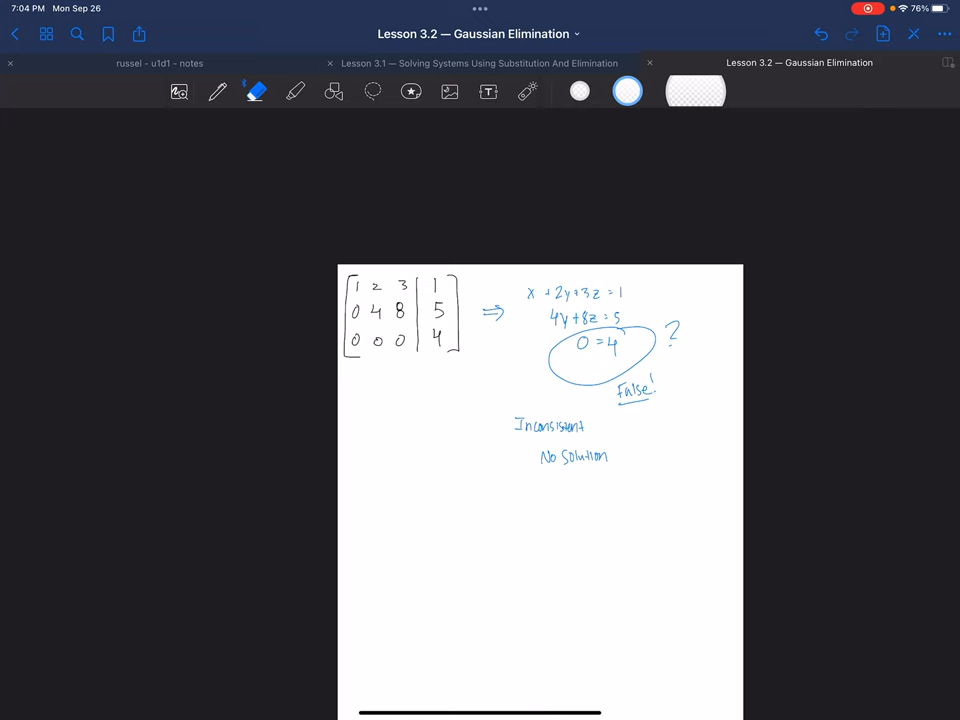 7:04 PM Mon Sep 26
76%
Lesson 3.2 — Gaussian Elimination
russel - u1d1 - notes
Lesson 3.1 — Solving Systems Using Substitution And Elimination
Lesson 3.2 — Gaussian Elimination
T
1 2 3 | 1
0 4 8 | 5
0 0 0 | 4
⇒
x + 2y + 3z = 1
4y + 8z = 5
0 = 4
?
False!
Inconsistent
No Solution